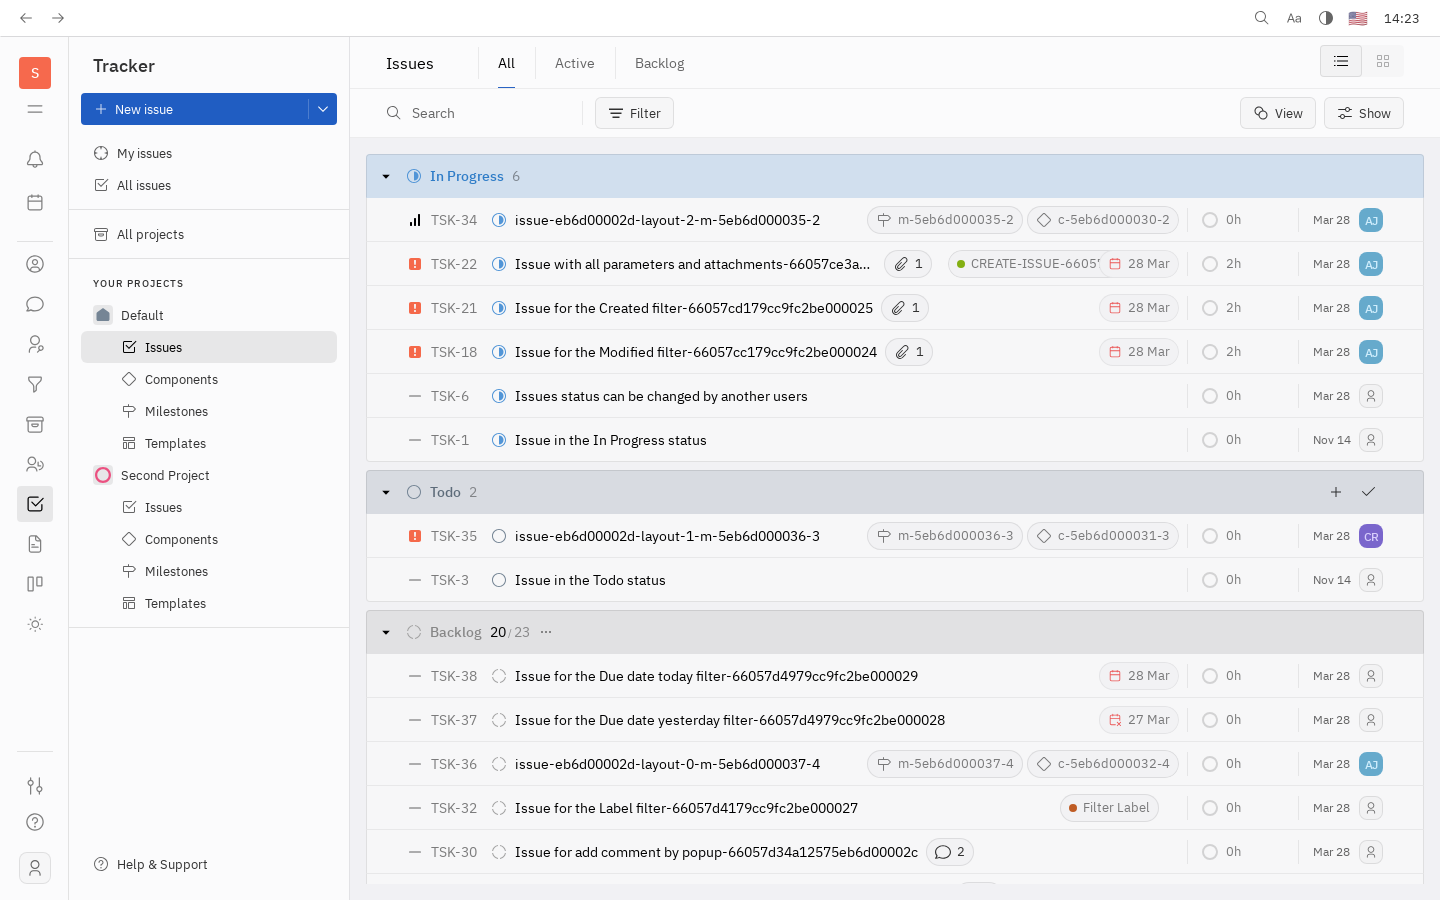 Aa
14:23
S
Tracker
New issue
My issues
All issues
All projects
YOUR PROJECTS
Default
Issues
Components
Milestones
Templates
Second Project
Issues
Components
Milestones
Templates
Help & Support
Issues
All
Active
Backlog
Search
Filter
View
Show
In Progress 6
TSK-34 issue-eb6d00002d-layout-2-m-5eb6d000035-2 m-5eb6d000035-2 c-5eb6d000030-2 0h Mar 28 AJ
TSK-22 Issue with all parameters and attachments-66057ce3a... 1 CREATE-ISSUE-66057 28 Mar 2h Mar 28 AJ
TSK-21 Issue for the Created filter-66057cd179cc9fc2be000025 1 28 Mar 2h Mar 28 AJ
TSK-18 Issue for the Modified filter-66057cc179cc9fc2be000024 1 28 Mar 2h Mar 28 AJ
TSK-6 Issues status can be changed by another users 0h Mar 28
TSK-1 Issue in the In Progress status 0h Nov 14
Todo 2
TSK-35 issue-eb6d00002d-layout-1-m-5eb6d000036-3 m-5eb6d000036-3 c-5eb6d000031-3 0h Mar 28 CR
TSK-3 Issue in the Todo status 0h Nov 14
Backlog 20/23 ...
TSK-38 Issue for the Due date today filter-66057d4979cc9fc2be000029 28 Mar 0h Mar 28
TSK-37 Issue for the Due date yesterday filter-66057d4979cc9fc2be000028 27 Mar 0h Mar 28
TSK-36 issue-eb6d00002d-layout-0-m-5eb6d000037-4 m-5eb6d000037-4 c-5eb6d000032-4 0h Mar 28 AJ
TSK-32 Issue for the Label filter-66057d4179cc9fc2be000027 Filter Label 0h Mar 28
TSK-30 Issue for add comment by popup-66057d34a12575eb6d00002c 2 0h Mar 28